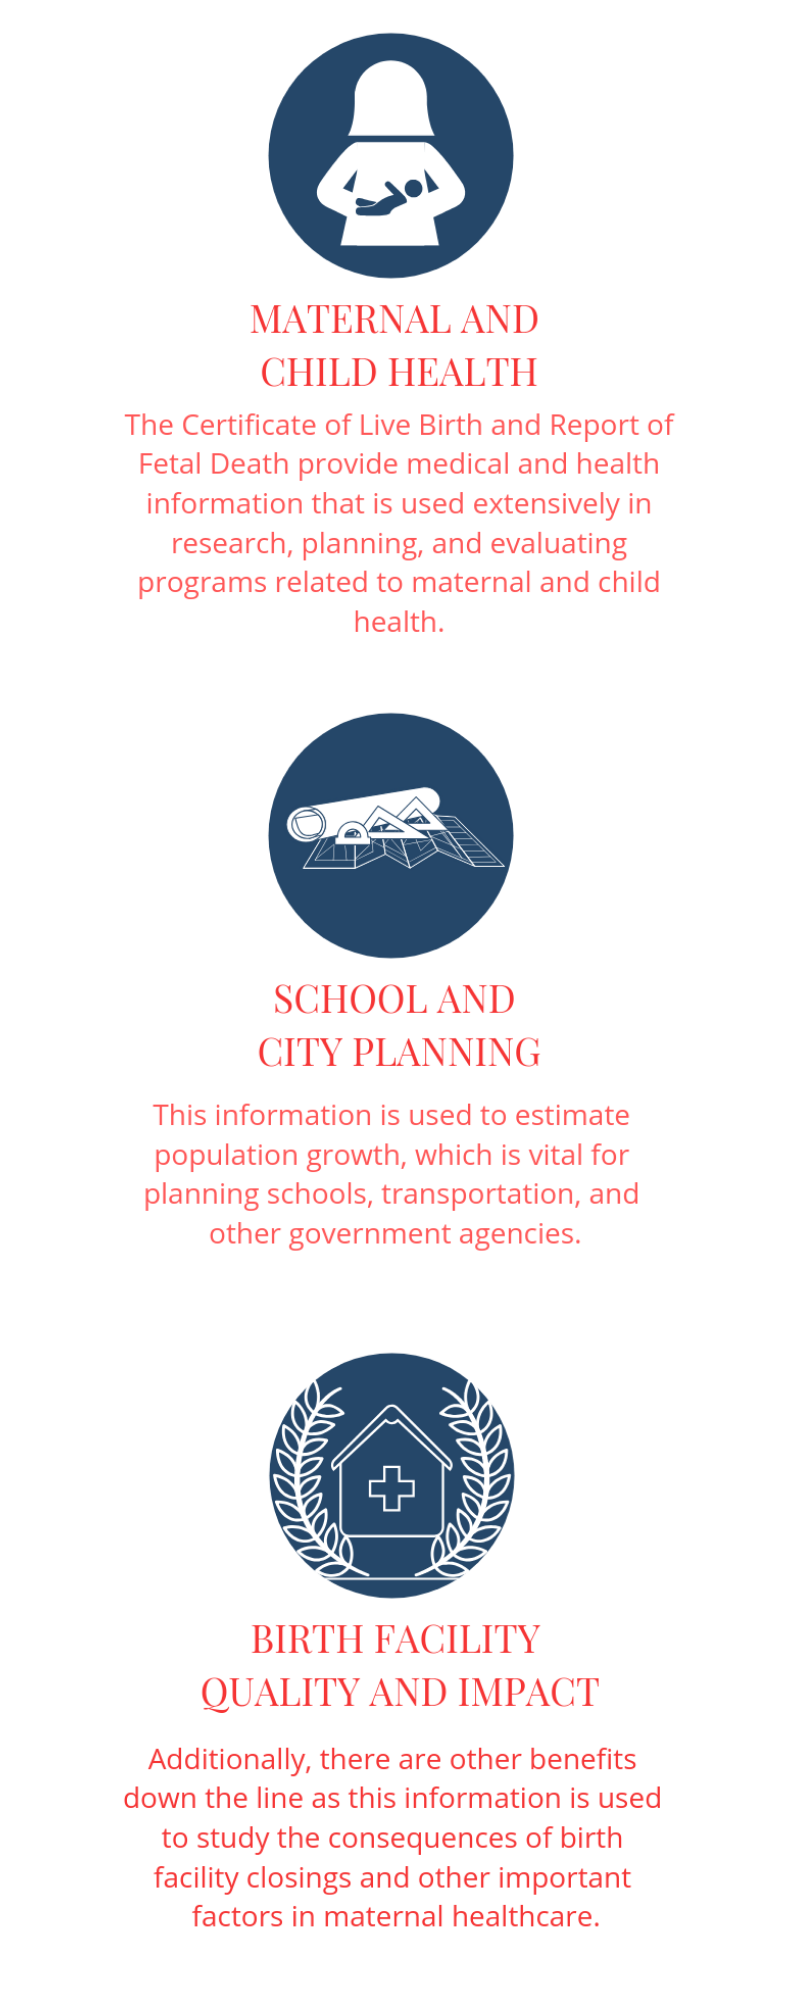 MATERNAL AND
CHILD HEALTH
The Certificate of Live Birth and Report of
Fetal Death provide medical and health
information that is used extensively in
research, planning, and evaluating
programs related to maternal and child
health.
SCHOOL AND
CITY PLANNING
This information is used to estimate
population growth, which is vital for
planning schools, transportation, and
other government agencies.
BIRTH FACILITY
QUALITY AND IMPACT
Additionally, there are other benefits
down the line as this information is used
to study the consequences of birth
facility closings and other important
factors in maternal healthcare.